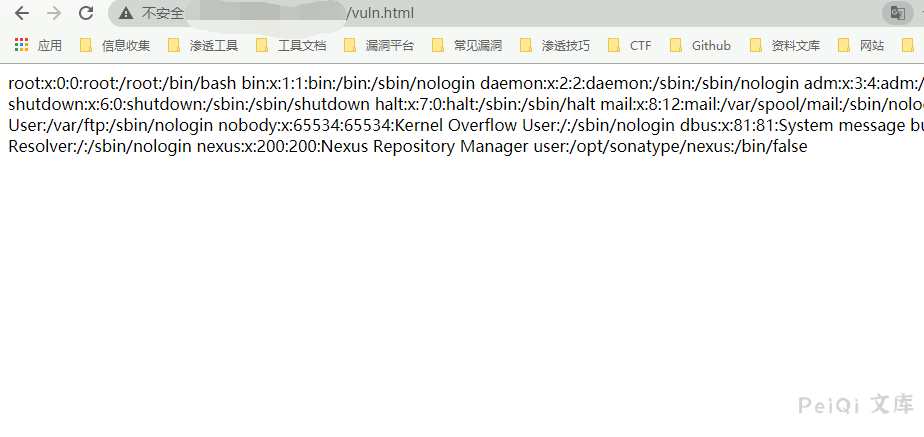 不安全 /vuln.html
应用 信息收集 渗透工具 工具文档 漏洞平台 常见漏洞 渗透技巧 CTF Github 资料文库 网站
root:x:0:0:root:/root:/bin/bash bin:x:1:1:bin:/bin:/sbin/nologin daemon:x:2:2:daemon:/sbin:/sbin/nologin adm:x:3:4:adm:/
shutdown:x:6:0:shutdown:/sbin:/sbin/shutdown halt:x:7:0:halt:/sbin:/sbin/halt mail:x:8:12:mail:/var/spool/mail:/sbin/nolo
User:/var/ftp:/sbin/nologin nobody:x:65534:65534:Kernel Overflow User:/:/sbin/nologin dbus:x:81:81:System message bu
Resolver:/:/sbin/nologin nexus:x:200:200:Nexus Repository Manager user:/opt/sonatype/nexus:/bin/false
PeiQi 文库